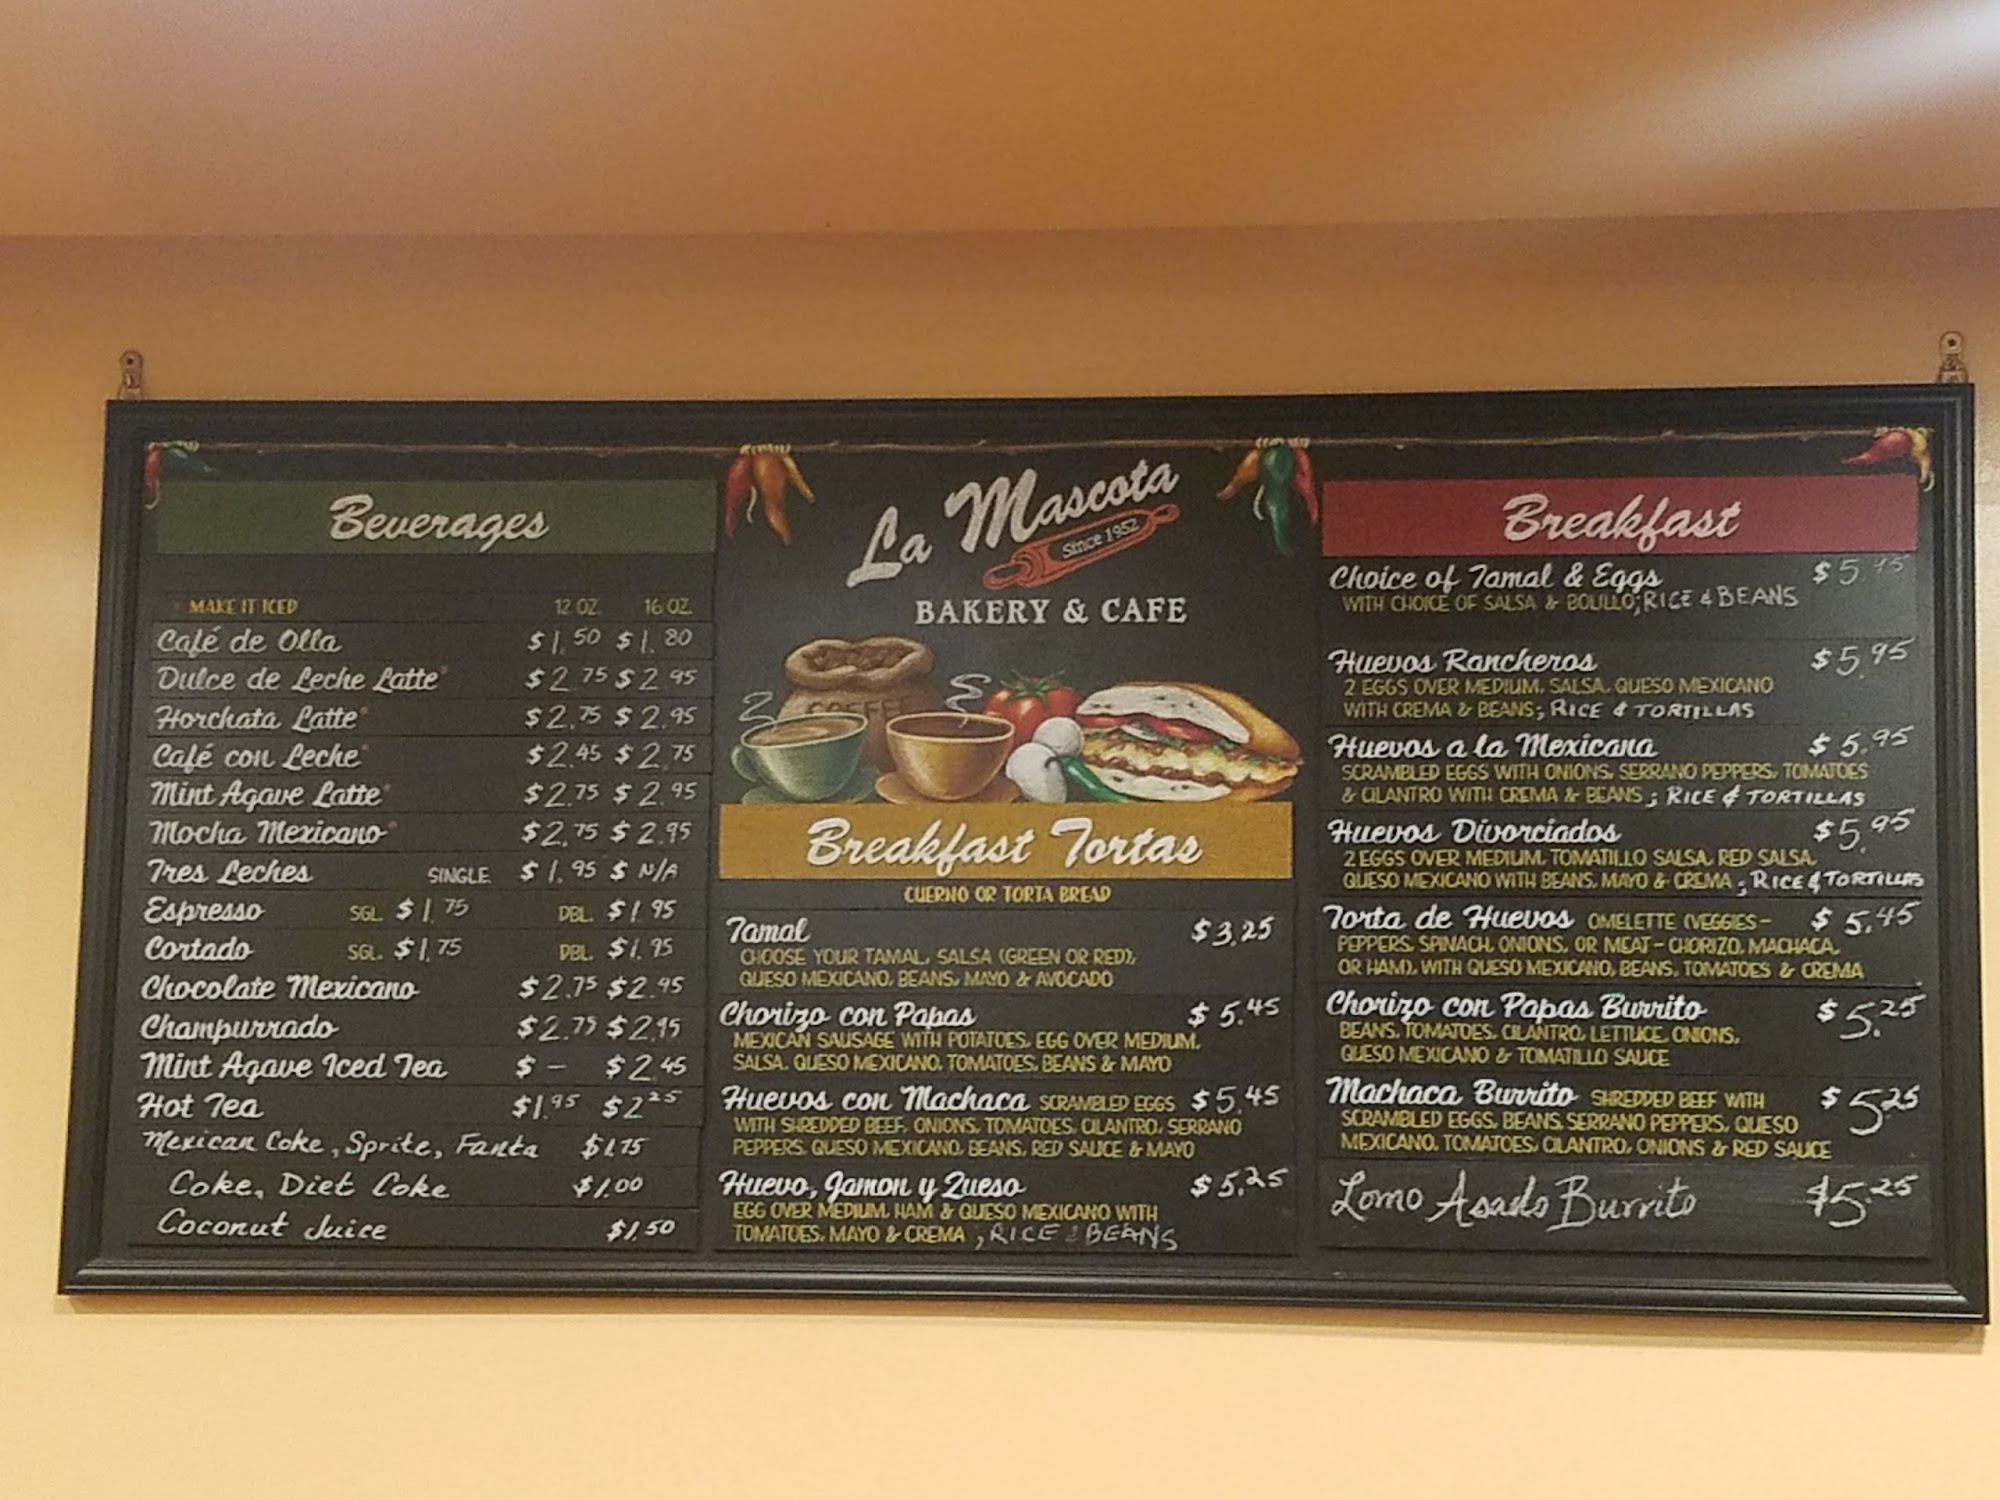 Beverages
* MAKE IT ICED 12 OZ. 16 OZ.
Café de Olla $1.50 $1.80
Dulce de Leche Latte* $2.75 $2.95
Horchata Latte* $2.75 $2.95
Café con Leche* $2.45 $2.75
Mint Agave Latte* $2.75 $2.95
Mocha Mexicano* $2.75 $2.95
Tres Leches SINGLE $1.95 $ N/A
Espresso SGL. $1.75 DBL. $1.95
Cortado SGL. $1.75 DBL. $1.95
Chocolate Mexicano $2.75 $2.95
Champurrado $2.75 $2.95
Mint Agave Iced Tea $ - $2.45
Hot Tea $1.95 $2.25
Mexican Coke, Sprite, Fanta $1.75
Coke, Diet Coke $1.00
Coconut Juice $1.50
La Mascota
Since 1952
BAKERY & CAFE
COFFEE
Breakfast Tortas
CUERNO OR TORTA BREAD
Tamal $3.25
CHOOSE YOUR TAMAL, SALSA (GREEN OR RED),
QUESO MEXICANO, BEANS, MAYO & AVOCADO
Chorizo con Papas $5.45
MEXICAN SAUSAGE WITH POTATOES, EGG OVER MEDIUM,
SALSA, QUESO MEXICANO, TOMATOES, BEANS & MAYO
Huevos con Machaca SCRAMBLED EGGS $5.45
WITH SHREDDED BEEF, ONIONS, TOMATOES, CILANTRO, SERRANO
PEPPERS, QUESO MEXICANO, BEANS, RED SAUCE & MAYO
Huevo, Jamon y Queso $5.25
EGG OVER MEDIUM, HAM & QUESO MEXICANO WITH
TOMATOES, MAYO & CREMA, RICE & BEANS
Breakfast
Choice of Tamal & Eggs $5.45
WITH CHOICE OF SALSA & BOLILLO; RICE & BEANS
Huevos Rancheros $5.95
2 EGGS OVER MEDIUM, SALSA, QUESO MEXICANO
WITH CREMA & BEANS; RICE & TORTILLAS
Huevos a la Mexicana $5.95
SCRAMBLED EGGS WITH ONIONS, SERRANO PEPPERS, TOMATOES
& CILANTRO WITH CREMA & BEANS; RICE & TORTILLAS
Huevos Divorciados $5.95
2 EGGS OVER MEDIUM, TOMATILLO SALSA, RED SALSA,
QUESO MEXICANO WITH BEANS, MAYO & CREMA; RICE & TORTILLAS
Torta de Huevos OMELETTE (VEGGIES- $5.45
PEPPERS, SPINACH, ONIONS, OR MEAT- CHORIZO, MACHACA,
OR HAM), WITH QUESO MEXICANO, BEANS, TOMATOES & CREMA
Chorizo con Papas Burrito $5.25
BEANS, TOMATOES, CILANTRO, LETTUCE, ONIONS,
QUESO MEXICANO & TOMATILLO SAUCE
Machaca Burrito SHREDDED BEEF WITH $5.25
SCRAMBLED EGGS, BEANS, SERRANO PEPPERS, QUESO
MEXICANO, TOMATOES, CILANTRO, ONIONS & RED SAUCE
Lomo Asado Burrito $5.25